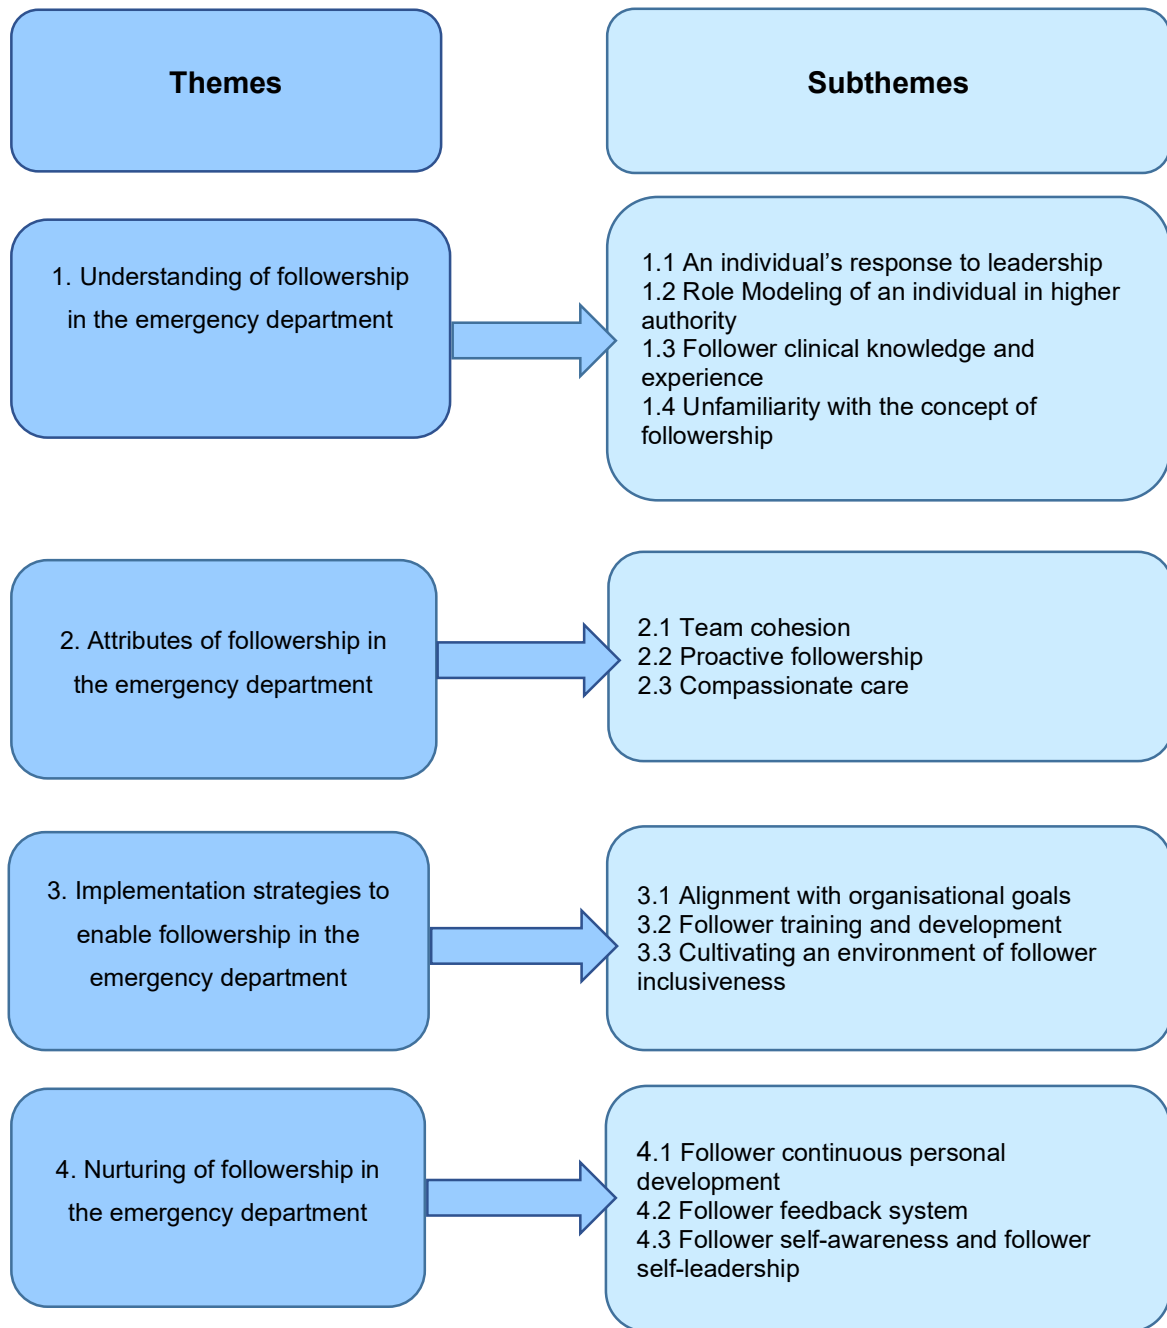 Themes
Subthemes
1. Understanding of followership
in the emergency department
1.1 An individual’s response to leadership
1.2 Role Modeling of an individual in higher
authority
1.3 Follower clinical knowledge and
experience
1.4 Unfamiliarity with the concept of
followership
2. Attributes of followership in
the emergency department
2.1 Team cohesion
2.2 Proactive followership
2.3 Compassionate care
3. Implementation strategies to
enable followership in the
emergency department
3.1 Alignment with organisational goals
3.2 Follower training and development
3.3 Cultivating an environment of follower
inclusiveness
4. Nurturing of followership in
the emergency department
4.1 Follower continuous personal
development
4.2 Follower feedback system
4.3 Follower self-awareness and follower
self-leadership